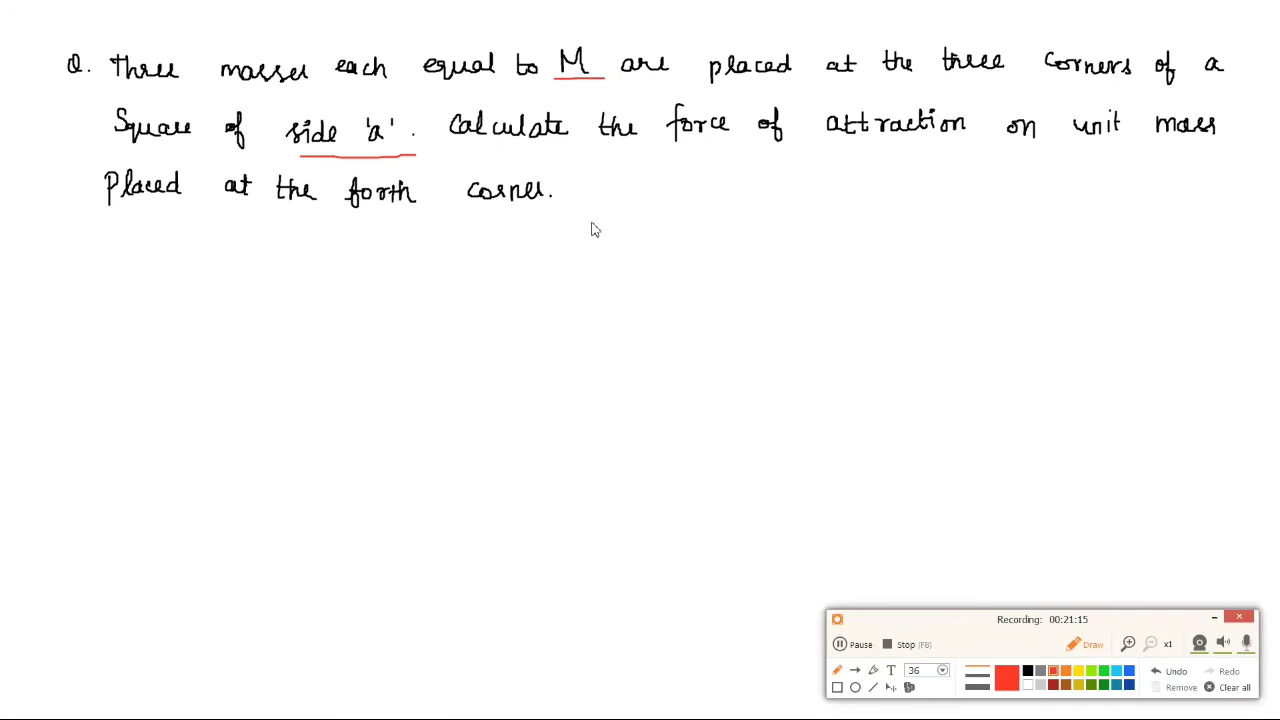 Q. Three masses each equal to M are placed at the three corners of a
Square of side 'a'. Calculate the force of attraction on unit mass
Placed at the forth corner.
Recording: 00:21:15
Pause Stop (F8) Draw x1
T 36 Undo Redo
Remove Clear all